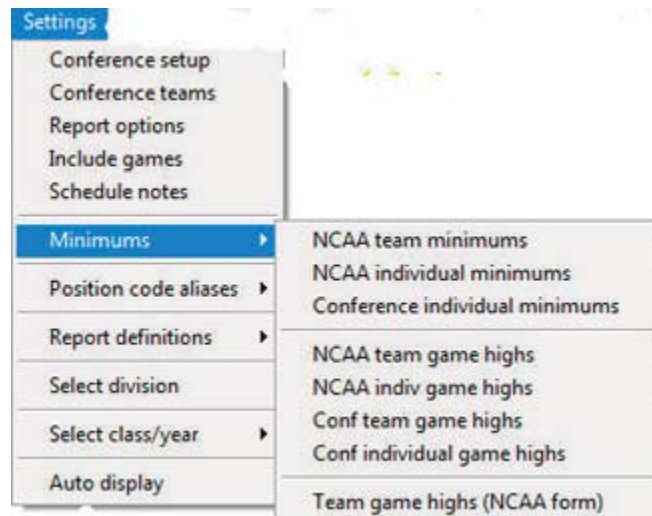 Settings
Conference setup
Conference teams
Report options
Include games
Schedule notes
Minimums
Position code aliases
Report definitions
Select division
Select class/year
Auto display
NCAA team minimums
NCAA individual minimums
Conference individual minimums
NCAA team game highs
NCAA indiv game highs
Conf team game highs
Conf individual game highs
Team game highs (NCAA form)